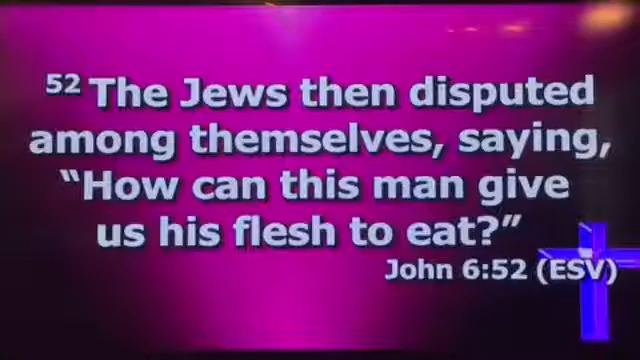 52 The Jews then disputed
among themselves, saying,
“How can this man give
us his flesh to eat?”
John 6:52 (ESV)